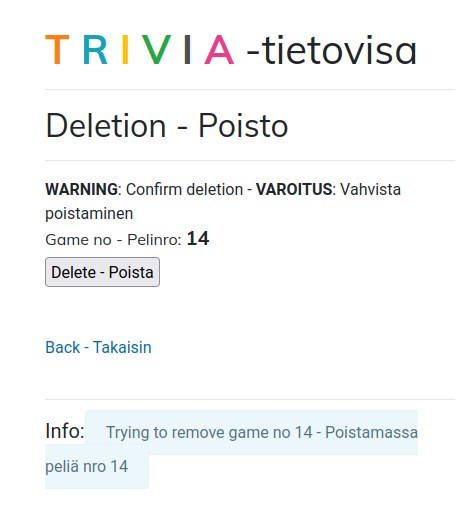 TRIVIA -tietovisa
Deletion - Poisto
WARNING: Confirm deletion - VAROITUS: Vahvista
poistaminen
Game no - Pelinro: 14
Delete - Poista
Back - Takaisin
Info: Trying to remove game no 14 - Poistamassa
peliä nro 14